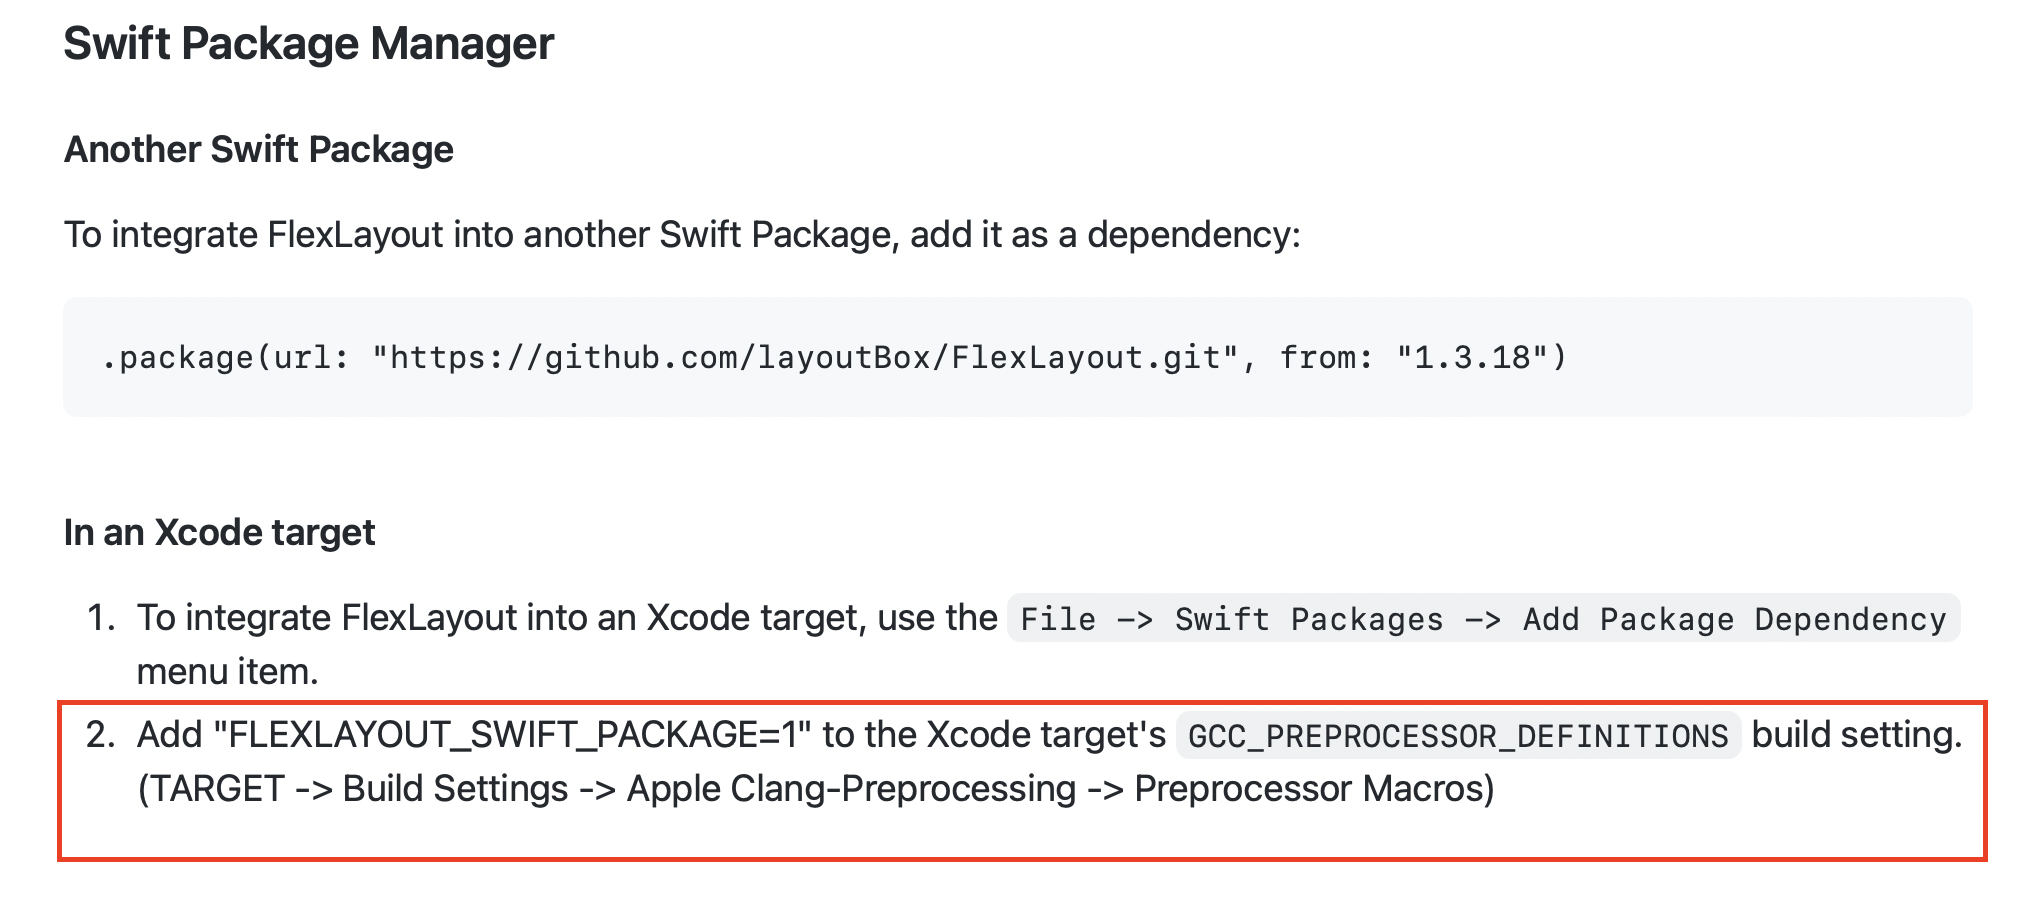 Swift Package Manager
Another Swift Package
To integrate FlexLayout into another Swift Package, add it as a dependency:
.package(url: "https://github.com/layoutBox/FlexLayout.git", from: "1.3.18")
In an Xcode target
1. To integrate FlexLayout into an Xcode target, use the File -> Swift Packages -> Add Package Dependency
menu item.
2. Add "FLEXLAYOUT_SWIFT_PACKAGE=1" to the Xcode target's GCC_PREPROCESSOR_DEFINITIONS build setting.
(TARGET -> Build Settings -> Apple Clang-Preprocessing -> Preprocessor Macros)